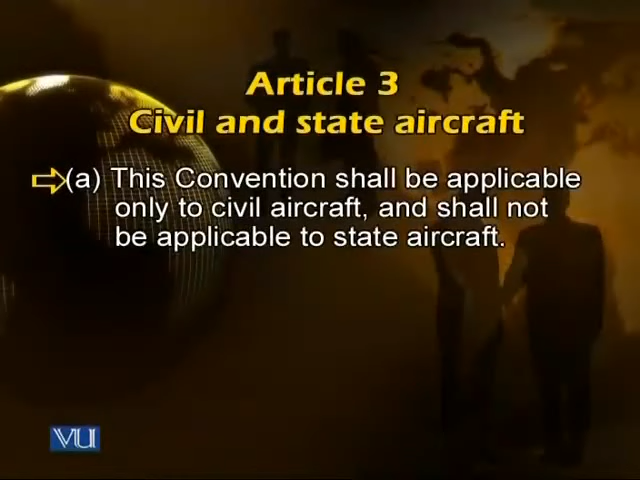 Article 3
Civil and state aircraft
(a) This Convention shall be applicable
only to civil aircraft, and shall not
be applicable to state aircraft.
VU